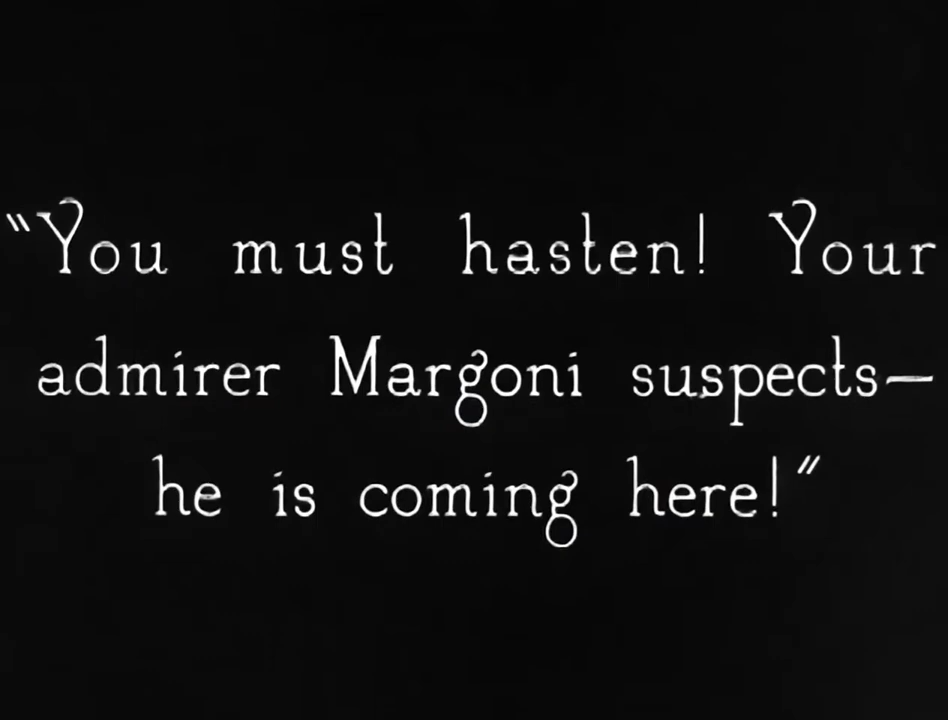 "You must hasten! Your
admirer Margoni suspects—
he is coming here!"